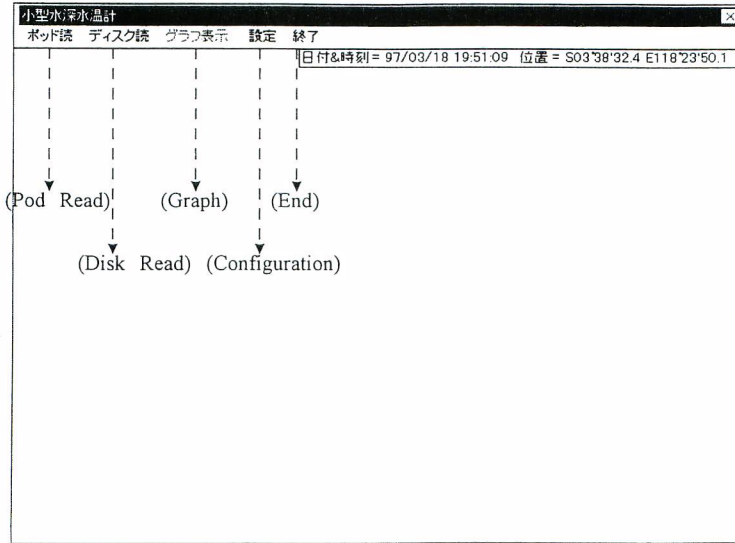 小型水深水温計
ポッド読 ディスク読 グラフ表示 設定 終了
日付&時刻 = 97/03/18 19:51:09 位置 = S03°38'32.4 E118°23'50.1
(Pod Read) (Graph) (End)
(Disk Read) (Configuration)